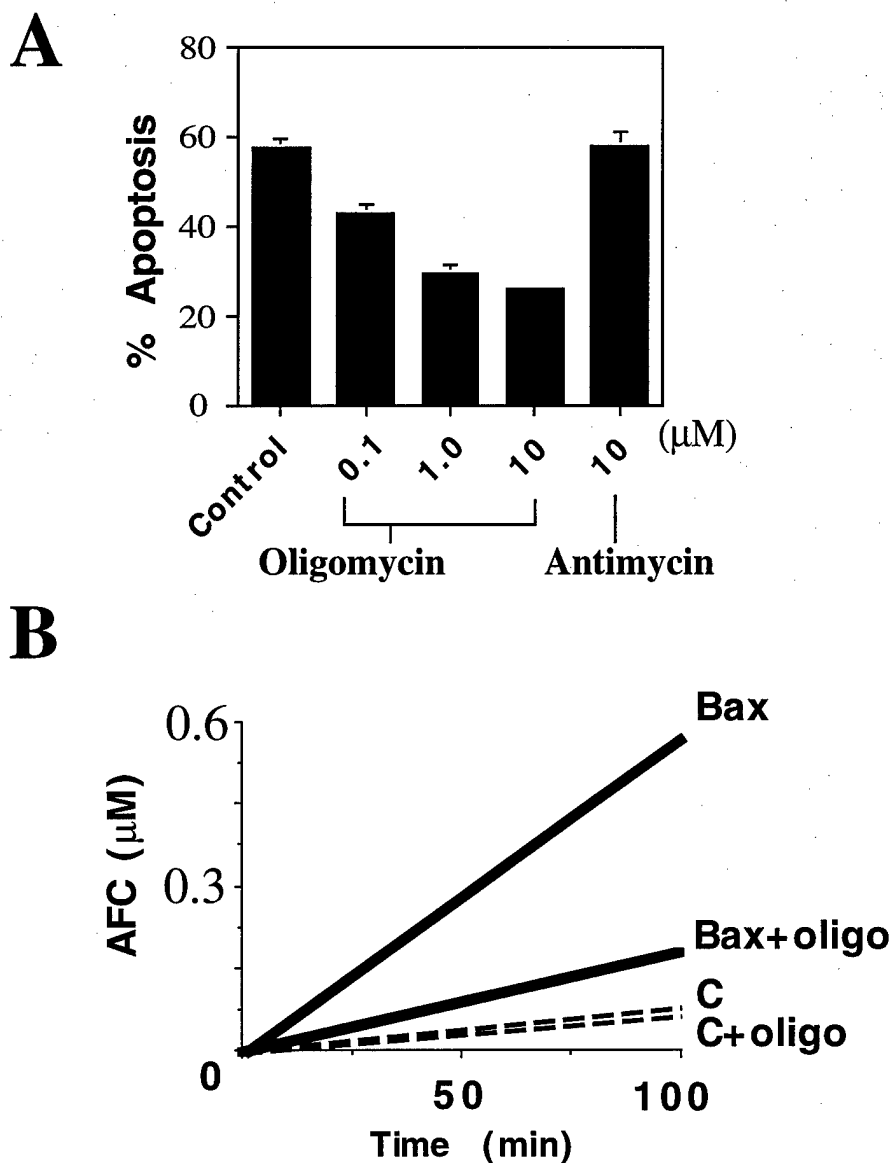 A
80
60
40
20
0
% Apoptosis
Control
0.1
1.0
10
10
(μM)
Oligomycin
Antimycin
B
0.6
0.3
0
AFC (μM)
Bax
Bax+oligo
C
C+oligo
50
100
Time (min)